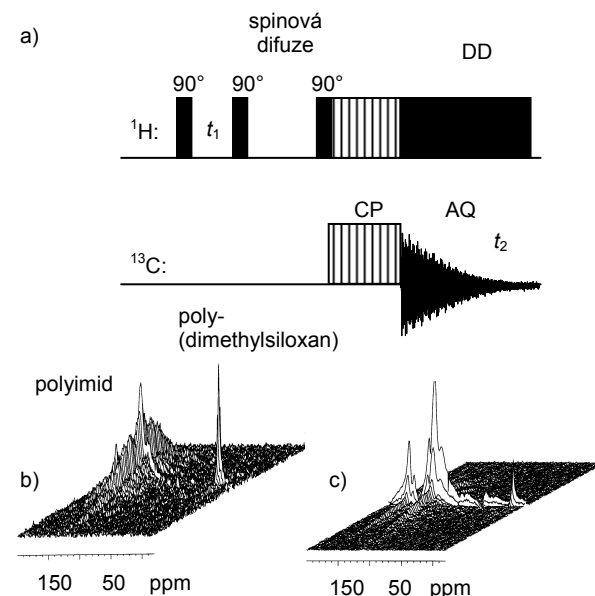 a)
spinová
difuze
DD
90° 90° 90°
¹H: t₁
CP AQ
t₂
¹³C:
poly-
(dimethylsiloxan)
polyimid
b)
c)
150 50 ppm
150 50 ppm